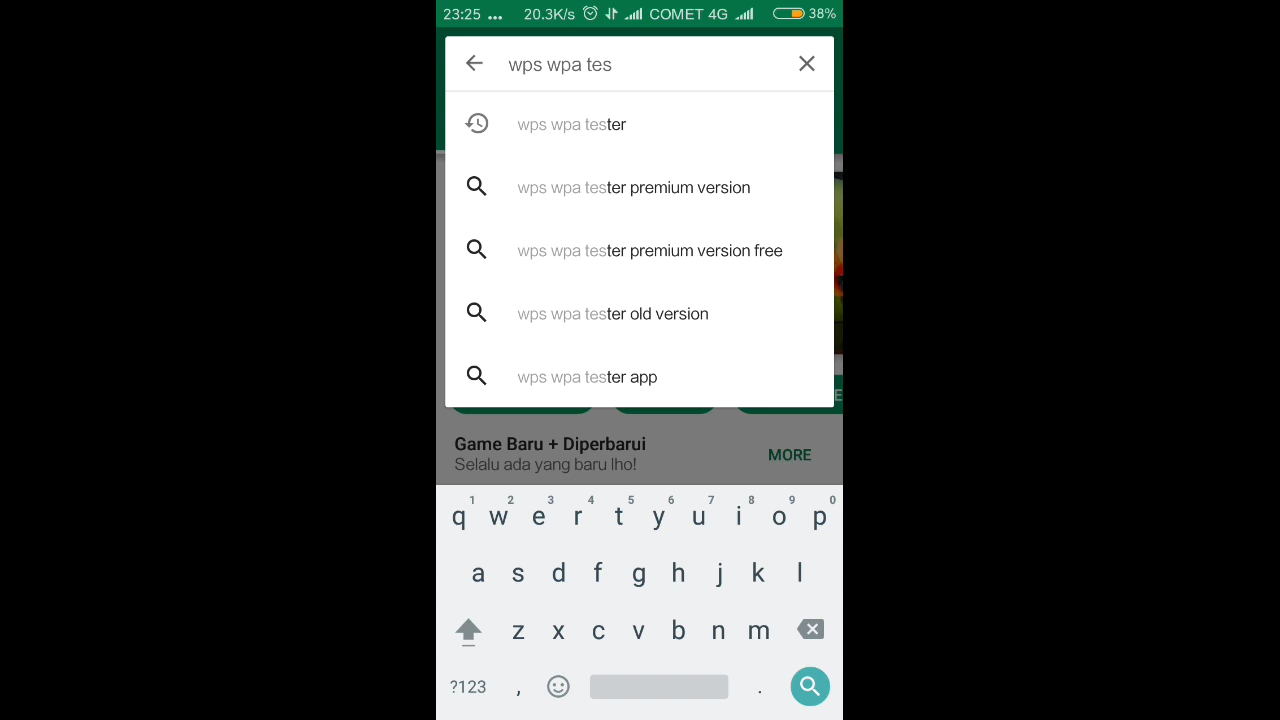 23:25 ... 20.3K/s COMET 4G 38%
wps wpa tes
wps wpa tester
wps wpa tester premium version
wps wpa tester premium version free
wps wpa tester old version
wps wpa tester app
E
Game Baru + Diperbarui
MORE
Selalu ada yang baru lho!
1 2 3 4 5 6 7 8 9 0
q w e r t y u i o p
a s d f g h j k l
z x c v b n m
?123 , .